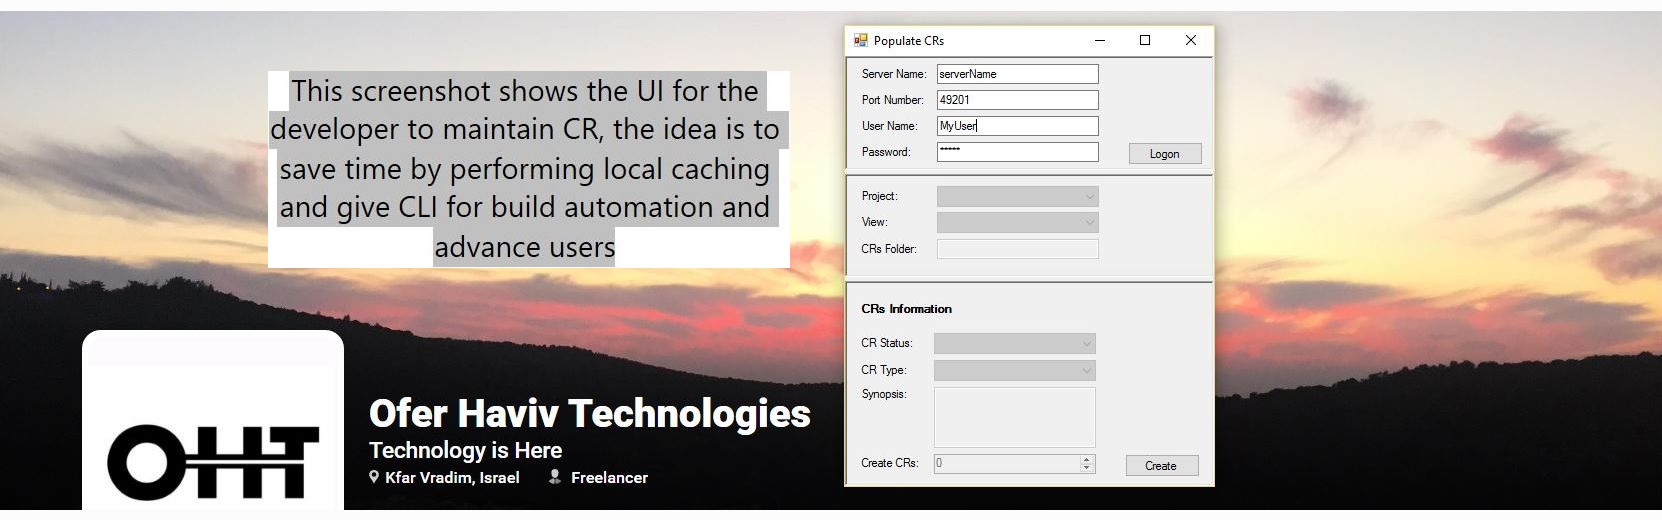 This screenshot shows the UI for the
developer to maintain CR, the idea is to
save time by performing local caching
and give CLI for build automation and
advance users
OHT
Ofer Haviv Technologies
Technology is Here
Kfar Vradim, Israel Freelancer
Populate CRs
Server Name: serverName
Port Number: 49201
User Name: MyUser
Password: *****
Logon
Project:
View:
CRs Folder:
CRs Information
CR Status:
CR Type:
Synopsis:
Create CRs: 0
Create